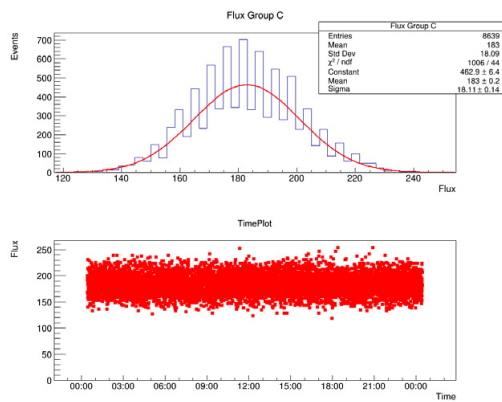 Flux Group C
Flux Group C
Entries 8639
Mean 183
Std Dev 18.09
χ² / ndf 1006 / 44
Constant 462.9 ± 6.4
Mean 183 ± 0.2
Sigma 18.11 ± 0.14
Events
700
600
500
400
300
200
100
0
120 140 160 180 200 220 240
Flux
TimePlot
Flux
250
200
150
100
50
0
00:00 03:00 06:00 09:00 12:00 15:00 18:00 21:00 00:00
Time